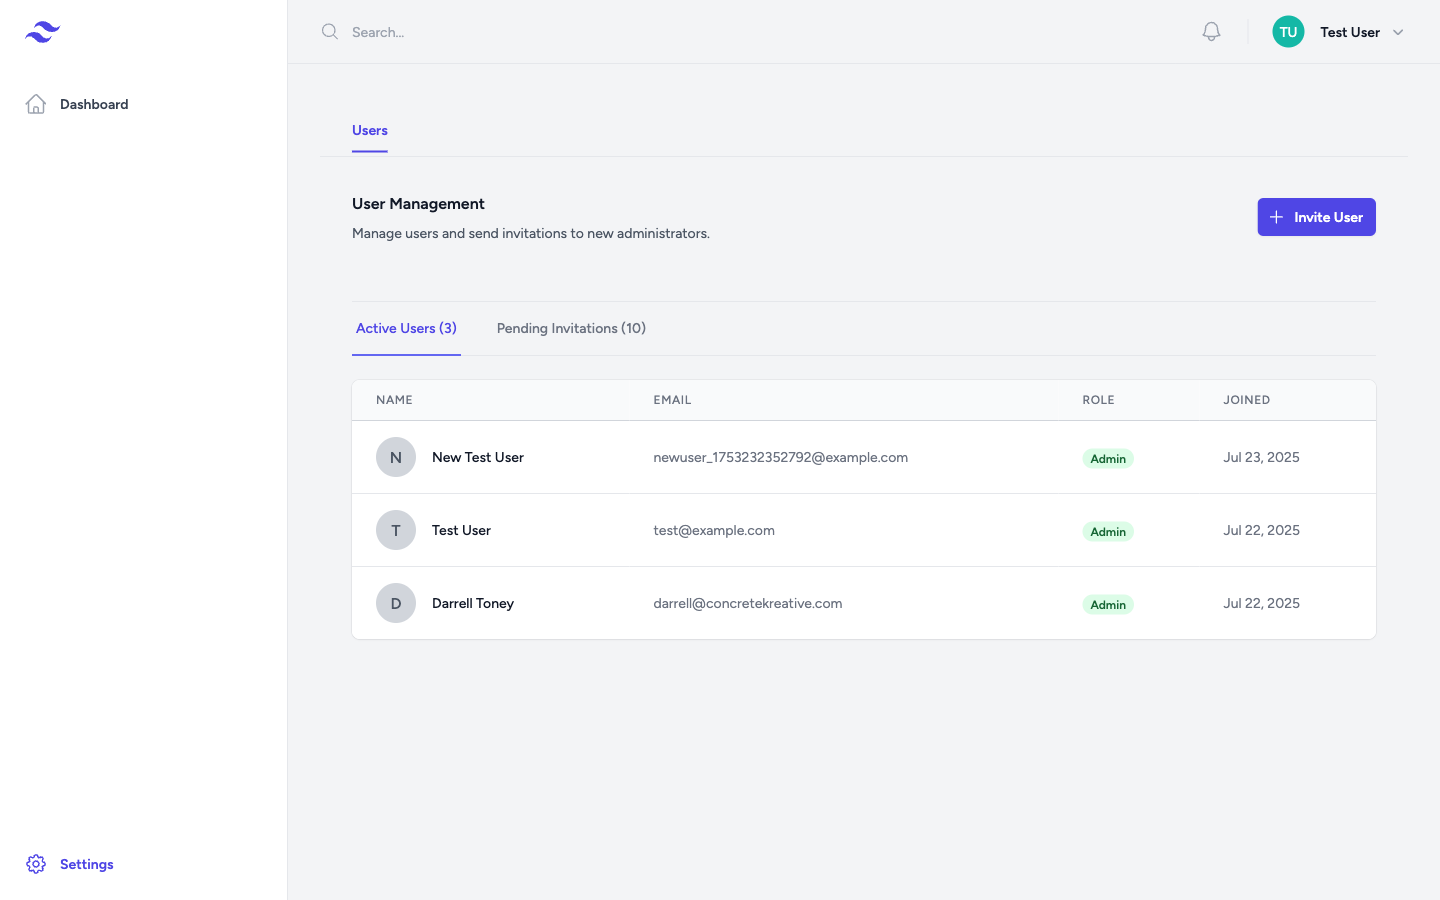 Search...
TU
Test User
Dashboard
Users
User Management
Manage users and send invitations to new administrators.
Invite User
Active Users (3)
Pending Invitations (10)
NAME EMAIL ROLE JOINED
N New Test User newuser_1753232352792@example.com Admin Jul 23, 2025
T Test User test@example.com Admin Jul 22, 2025
D Darrell Toney darrell@concretekreative.com Admin Jul 22, 2025
Settings